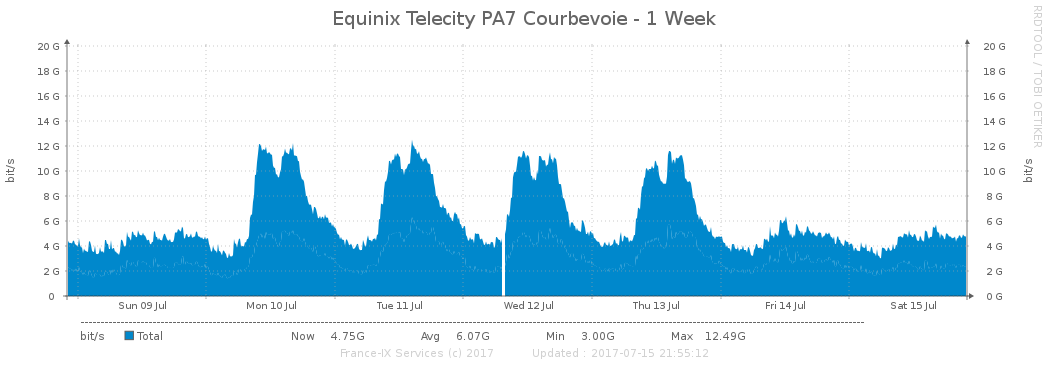 Equinix Telecity PA7 Courbevoie - 1 Week
RRDTOOL / TOBI OETIKER
20 G 20 G
18 G 18 G
16 G 16 G
14 G 14 G
12 G 12 G
10 G 10 G
8 G 8 G
6 G 6 G
4 G 4 G
2 G 2 G
0 0 G
bit/s bit/s
Sun 09 Jul Mon 10 Jul Tue 11 Jul Wed 12 Jul Thu 13 Jul Fri 14 Jul Sat 15 Jul
bit/s Total Now 4.75G Avg 6.07G Min 3.00G Max 12.49G
France-IX Services (c) 2017 Updated : 2017-07-15 21:55:12